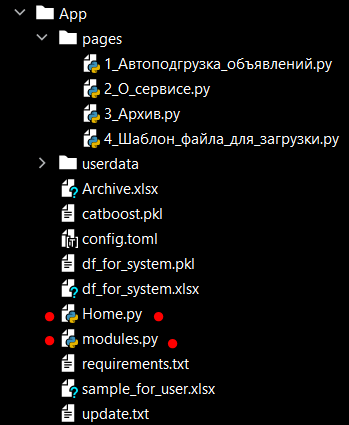 App
pages
1_Автоподгрузка_объявлений.py
2_О_сервисе.py
3_Архив.py
4_Шаблон_файла_для_загрузки.py
userdata
Archive.xlsx
catboost.pkl
config.toml
df_for_system.pkl
df_for_system.xlsx
Home.py
modules.py
requirements.txt
sample_for_user.xlsx
update.txt